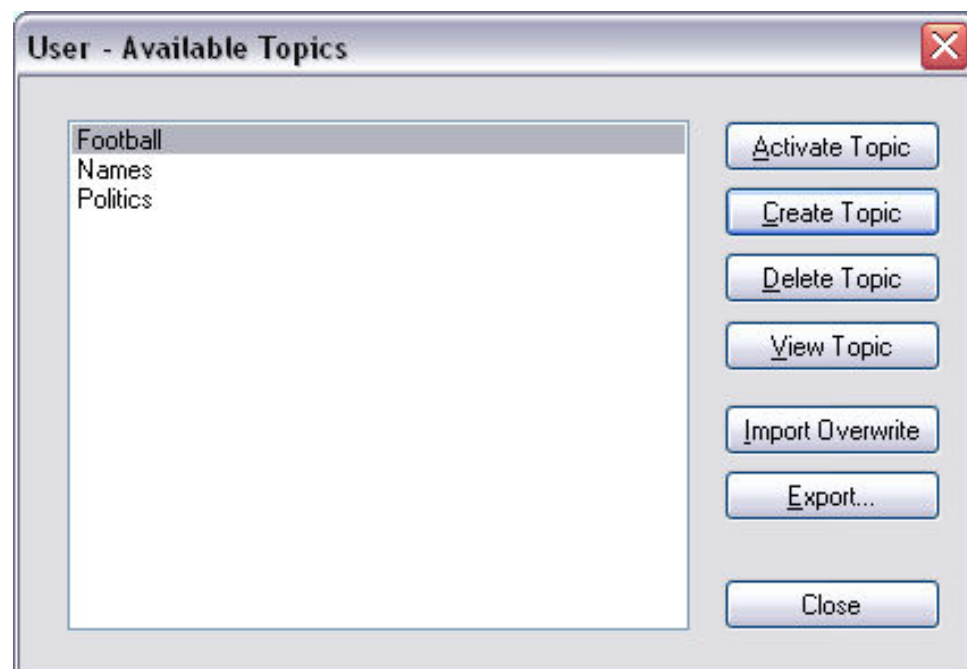 User - Available Topics
Football
Names
Politics
Activate Topic
Create Topic
Delete Topic
View Topic
Import Overwrite
Export...
Close